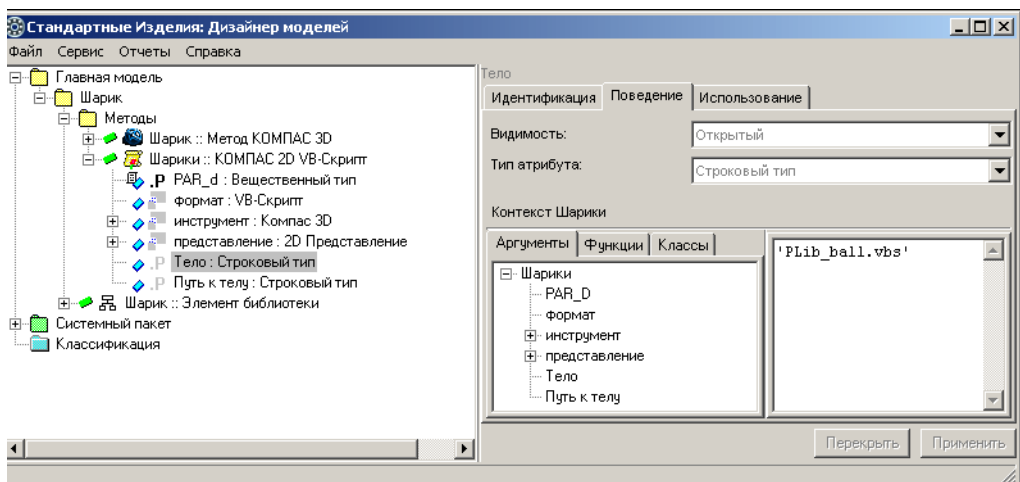 Стандартные Изделия: Дизайнер моделей
Файл Сервис Отчеты Справка
Главная модель
Шарик
Методы
Шарик :: Метод КОМПАС 3D
Шарики :: КОМПАС 2D VB-Скрипт
.P PAR_d : Вещественный тип
формат : VB-Скрипт
инструмент : Компас 3D
представление : 2D Представление
.P Тело : Строковый тип
.P Путь к телу : Строковый тип
Шарик :: Элемент библиотеки
Системный пакет
Классификация
Тело
Идентификация Поведение Использование
Видимость: Открытый
Тип атрибута: Строковый тип
Контекст Шарики
Аргументы Функции Классы
Шарики
PAR_D
формат
инструмент
представление
Тело
Путь к телу
'PLib_ball.vbs'
Перекрыть Применить